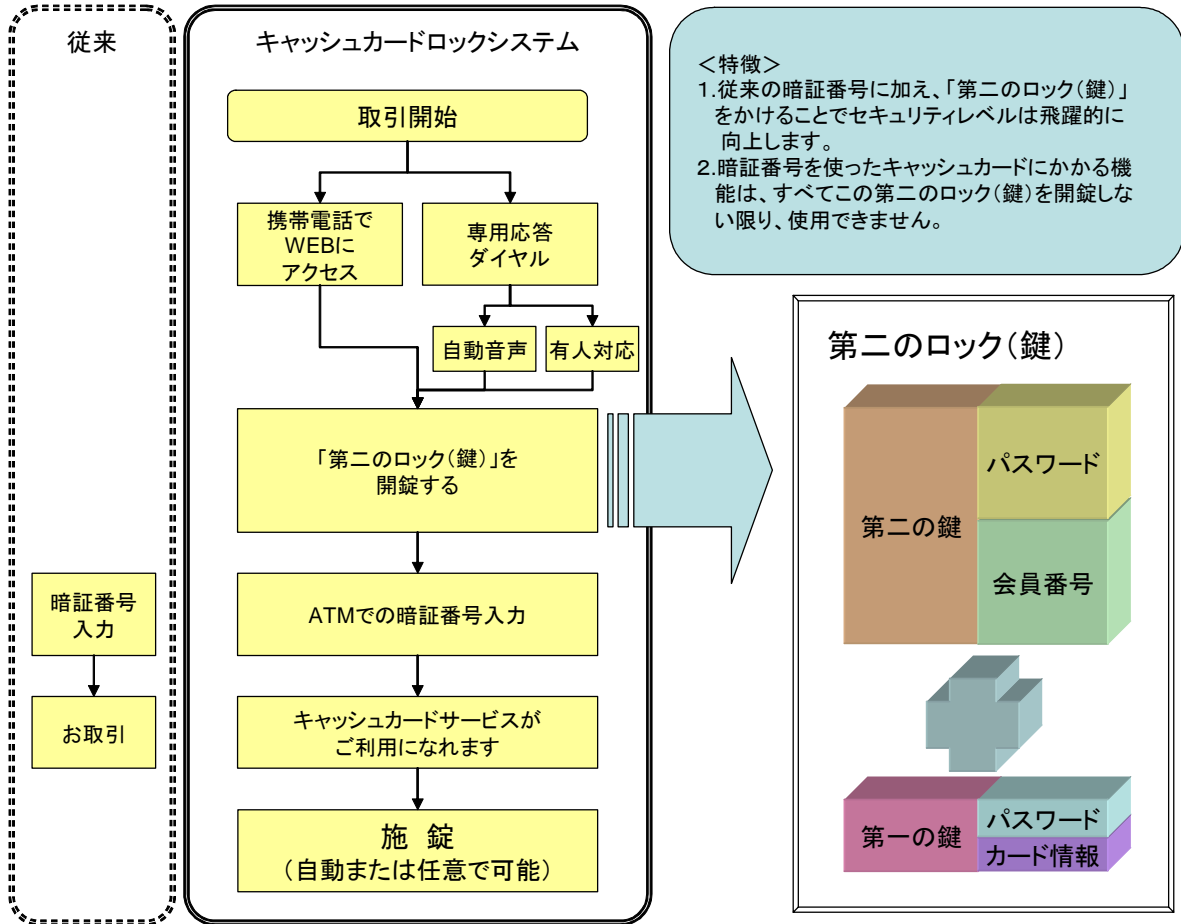 従来
暗証番号
入力
お取引
キャッシュカードロックシステム
取引開始
携帯電話で
WEBに
アクセス
専用応答
ダイヤル
自動音声
有人対応
「第二のロック（鍵）」を
開錠する
ATMでの暗証番号入力
キャッシュカードサービスが
ご利用になれます
施 錠
（自動または任意で可能）
＜特徴＞
1.従来の暗証番号に加え、「第二のロック（鍵）」
をかけることでセキュリティレベルは飛躍的に
向上します。
2.暗証番号を使ったキャッシュカードにかかる機
能は、すべてこの第二のロック（鍵）を開錠しな
い限り、使用できません。
第二のロック（鍵）
第二の鍵
パスワード
会員番号
第一の鍵
パスワード
カード情報